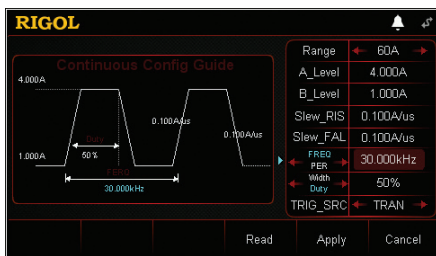 RIGOL
Continuous Config Guide
4.000A
0.100A/us
0.100A/us
Duty
50%
1.000A
FERQ
30.000kHz
Range 60A
A_Level 4.000A
B_Level 1.000A
Slew_RIS 0.100A/us
Slew_FAL 0.100A/us
FREQ
PER
30.000kHz
Width
Duty
50%
TRIG_SRC TRAN
Read Apply Cancel